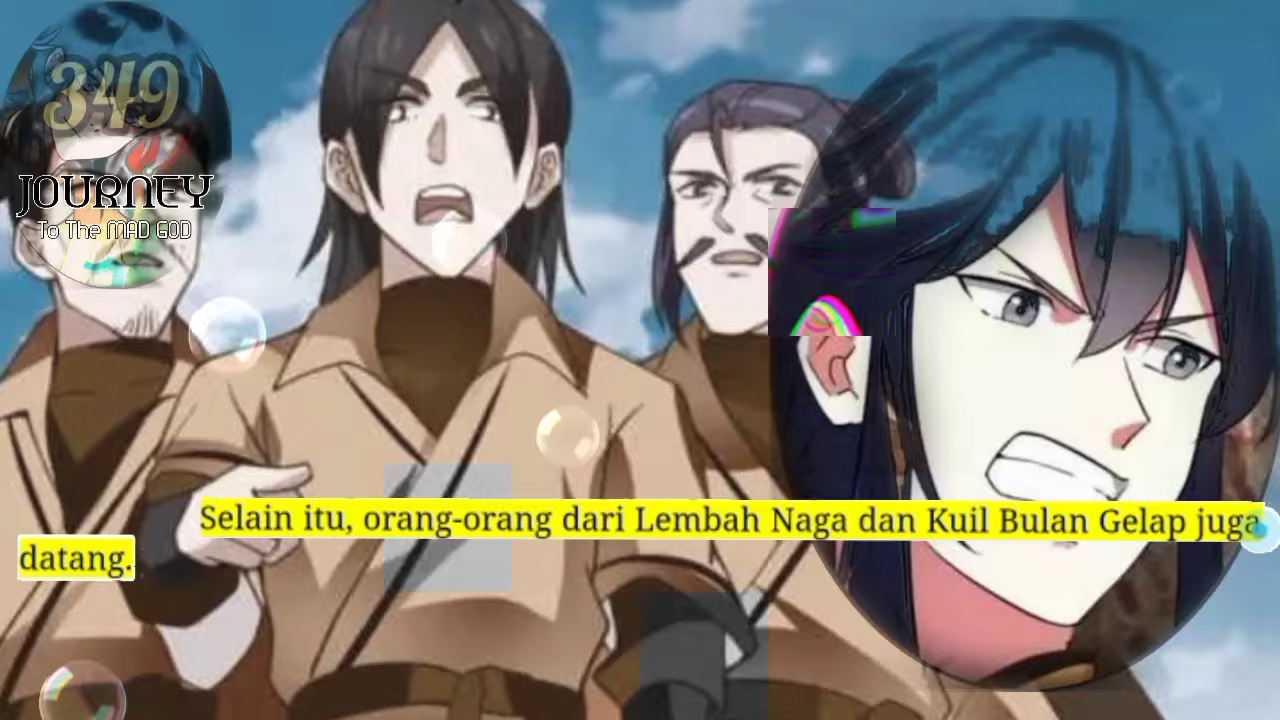 349
JOURNEY
To The MAD GOD
Selain itu, orang-orang dari Lembah Naga dan Kuil Bulan Gelap juga
datang.